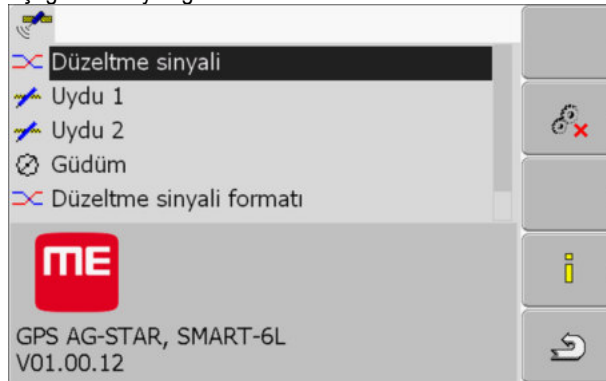 Düzeltme sinyali
Uydu 1
Uydu 2
Güdüm
Düzeltme sinyali formatı
ME
GPS AG-STAR, SMART-6L
V01.00.12